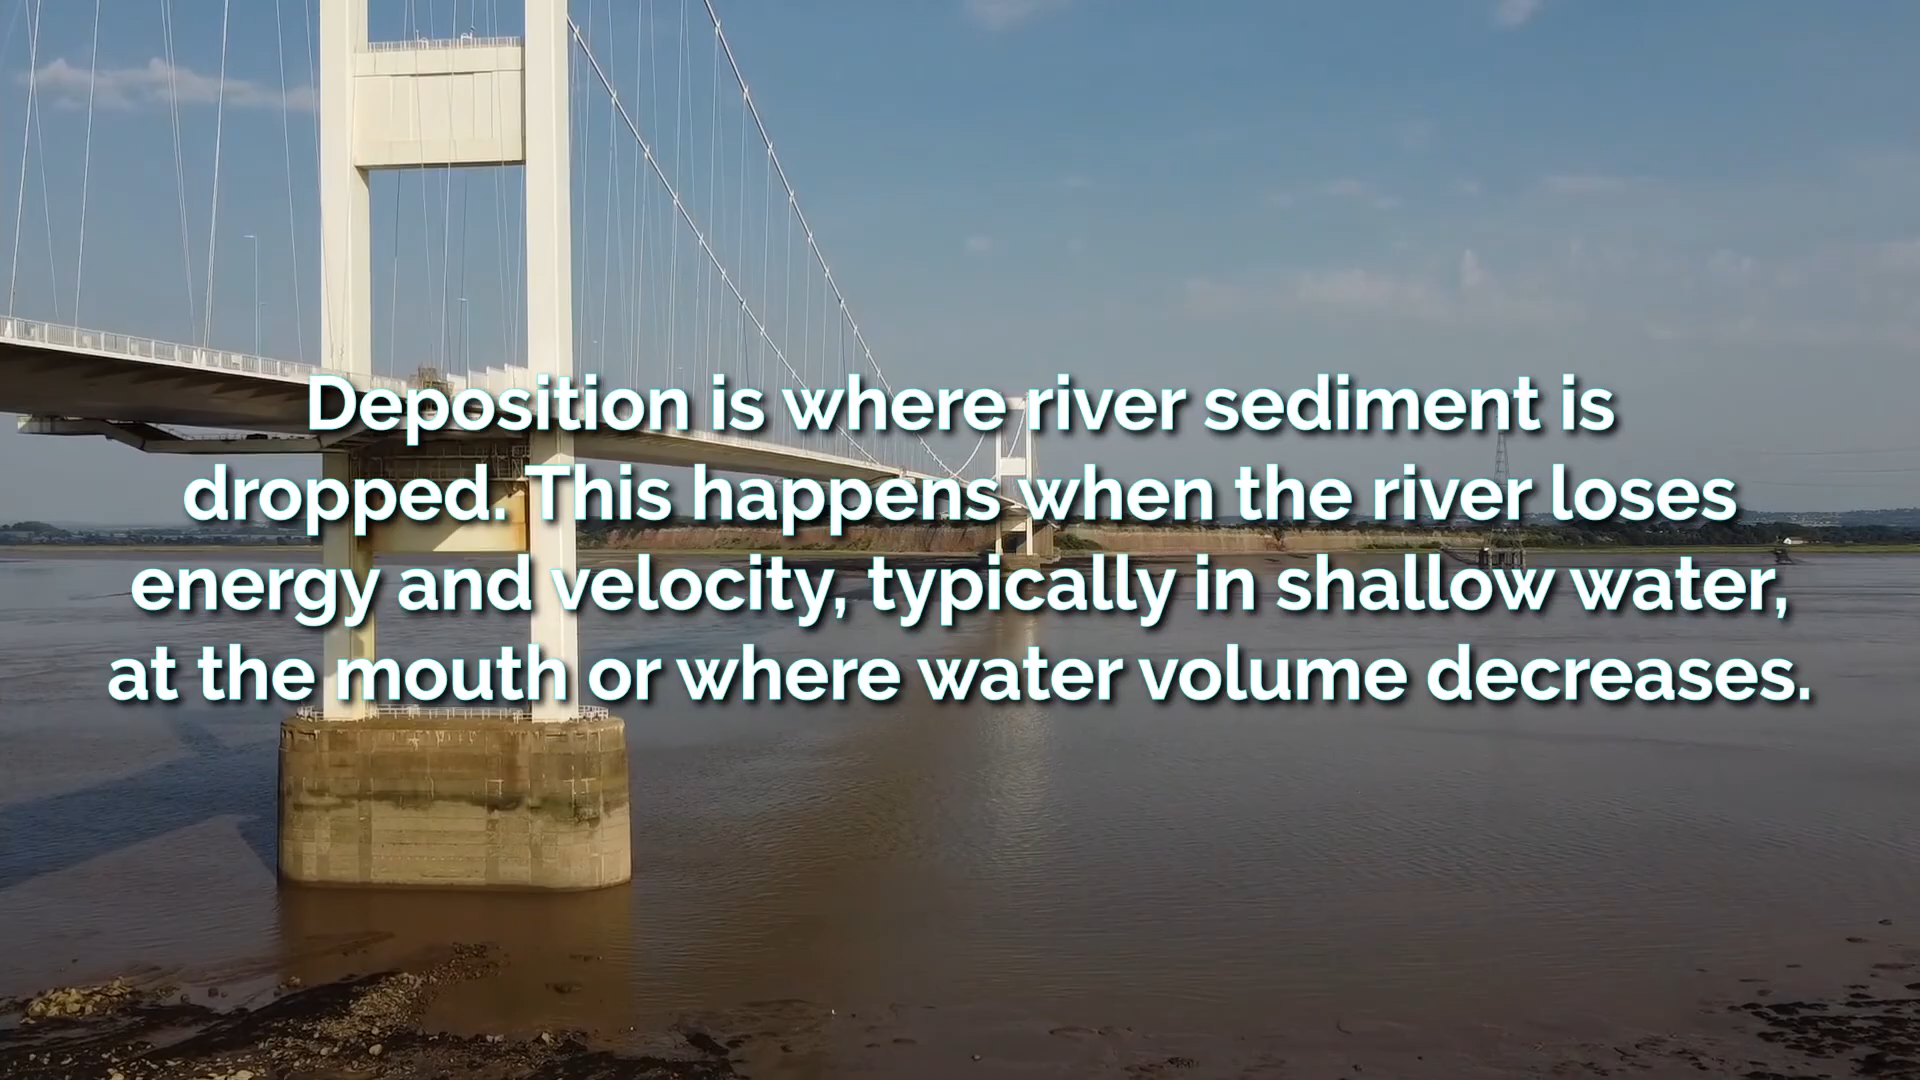 Deposition is where river sediment is
dropped. This happens when the river loses
energy and velocity, typically in shallow water,
at the mouth or where water volume decreases.